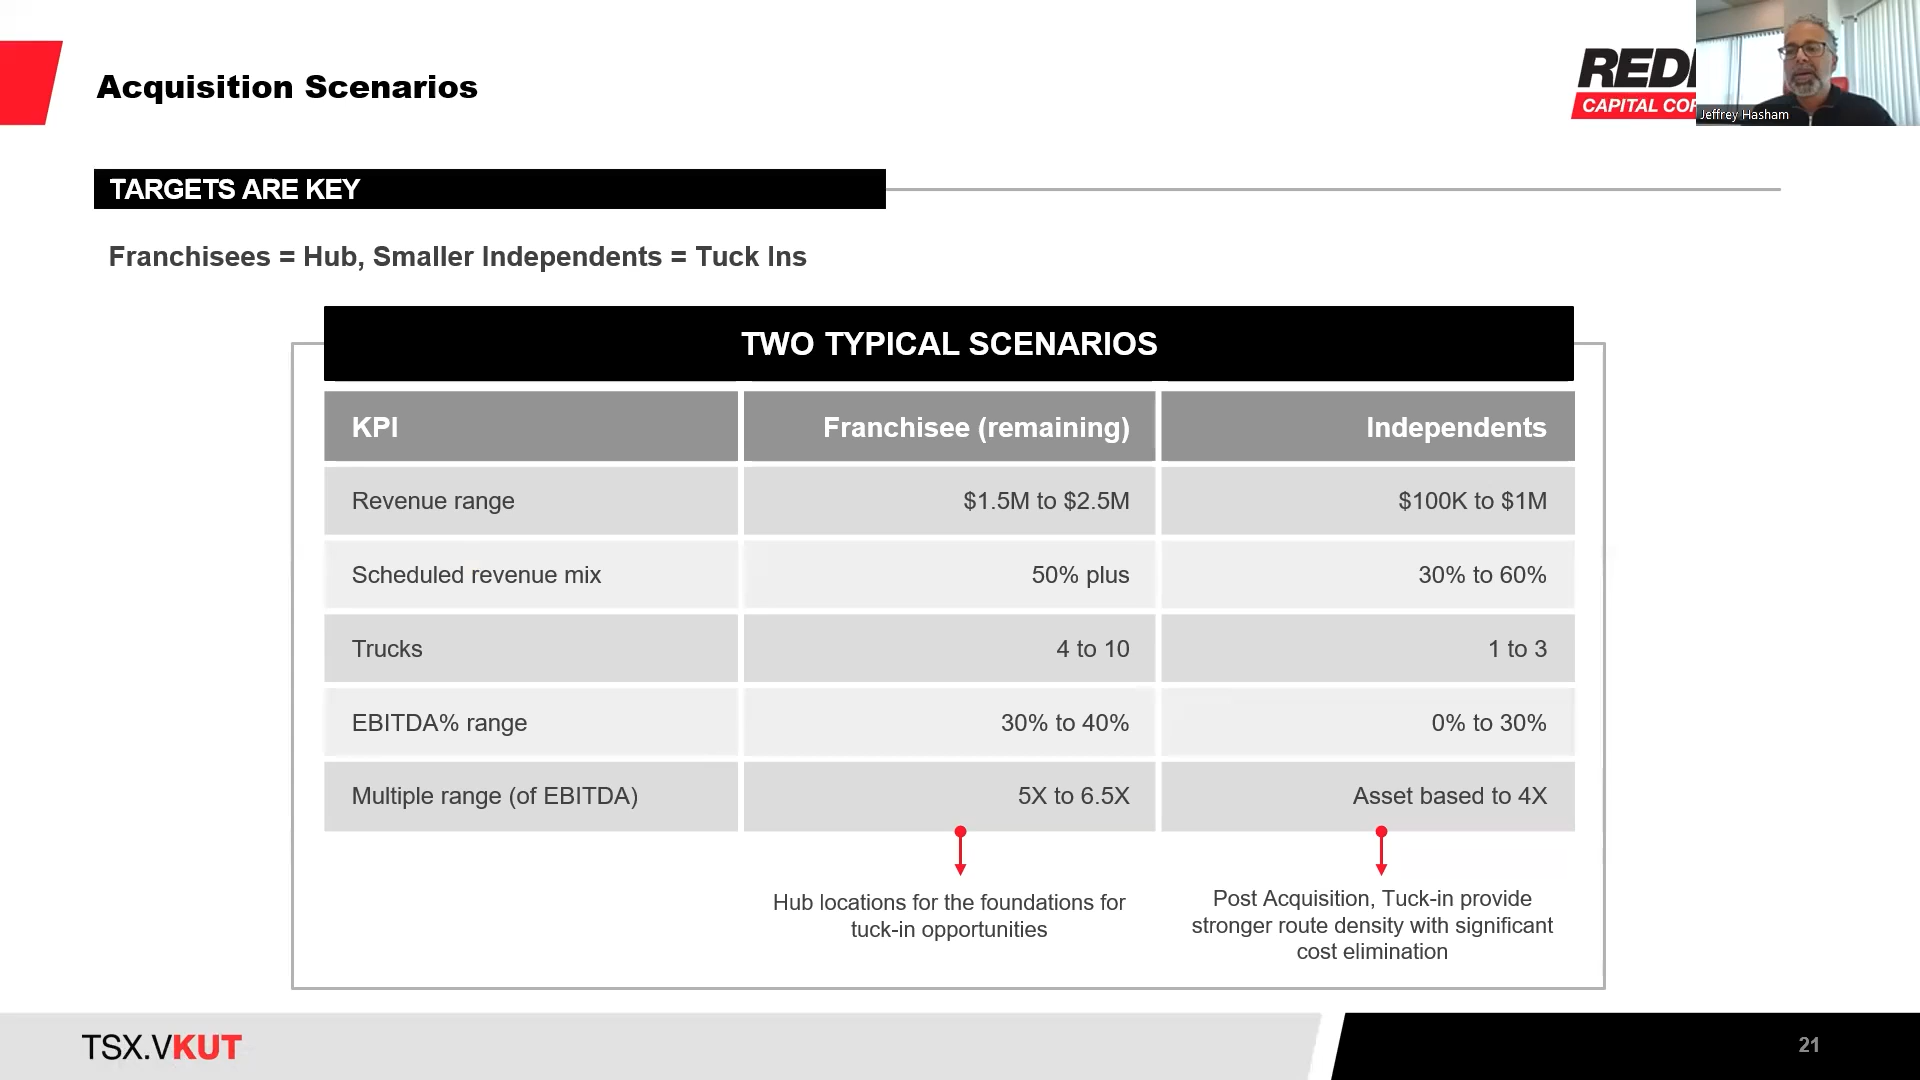 Acquisition Scenarios
CAPITAL
Jeffrey Hasham
TARGETS ARE KEY
Franchisees = Hub, Smaller Independents = Tuck Ins
TWO TYPICAL SCENARIOS
KPI Franchisee (remaining) Independents
Revenue range $1.5M to $2.5M $100K to $1M
Scheduled revenue mix 50% plus 30% to 60%
Trucks 4 to 10 1 to 3
EBITDA% range 30% to 40% 0% to 30%
Multiple range (of EBITDA) 5X to 6.5X Asset based to 4X
Hub locations for the foundations for
tuck-in opportunities
Post Acquisition, Tuck-in provide
stronger route density with significant
cost elimination
TSX.VKUT
21